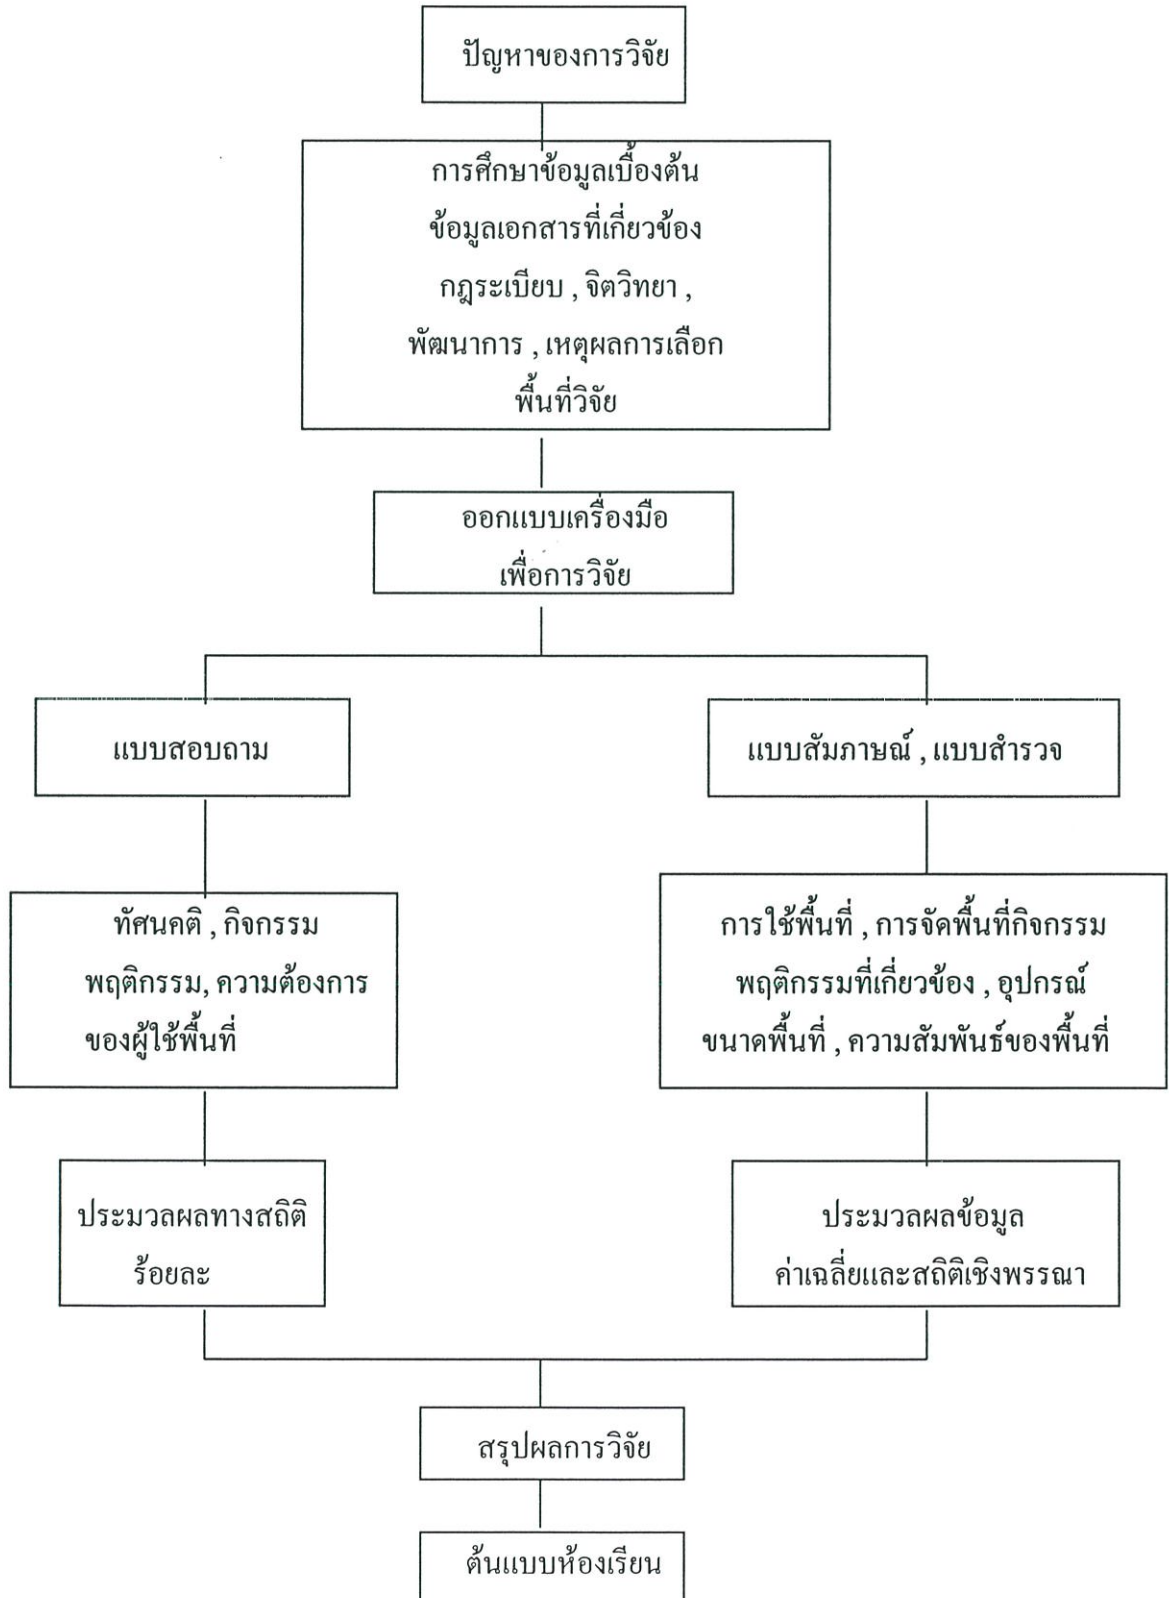 ปัญหาของการวิจัย
การศึกษาข้อมูลเบื้องต้น
ข้อมูลเอกสารที่เกี่ยวข้อง
กฎระเบียบ , จิตวิทยา ,
พัฒนาการ , เหตุผลการเลือก
พื้นที่วิจัย
ออกแบบเครื่องมือ
เพื่อการวิจัย
แบบสอบถาม
แบบสัมภาษณ์ , แบบสำรวจ
ทัศนคติ , กิจกรรม
พฤติกรรม, ความต้องการ
ของผู้ใช้พื้นที่
การใช้พื้นที่ , การจัดพื้นที่กิจกรรม
พฤติกรรมที่เกี่ยวข้อง , อุปกรณ์
ขนาดพื้นที่ , ความสัมพันธ์ของพื้นที่
ประมวลผลทางสถิติ
ร้อยละ
ประมวลผลข้อมูล
ค่าเฉลี่ยและสถิติเชิงพรรณา
สรุปผลการวิจัย
ต้นแบบห้องเรียน